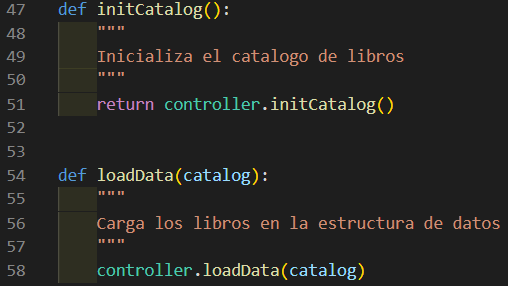 47 def initCatalog():
48     """
49     Inicializa el catalogo de libros
50     """
51     return controller.initCatalog()
52
53
54 def loadData(catalog):
55     """
56     Carga los libros en la estructura de datos
57     """
58     controller.loadData(catalog)